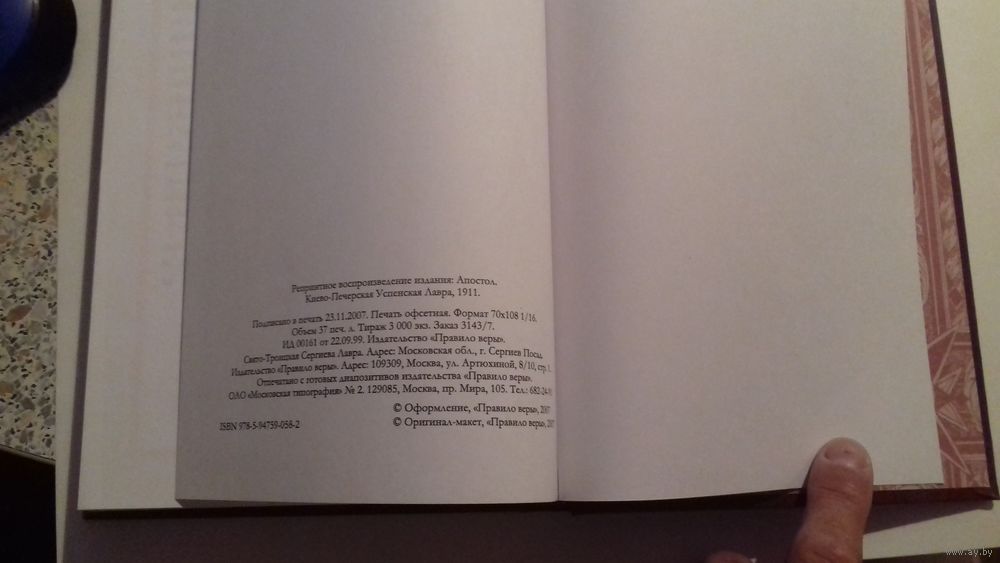 Репринтное воспроизведение издания: Апостол.
Киево-Печерская Успенская Лавра, 1911.
Подписано в печать 23.11.2007. Печать офсетная. Формат 70х108 1/16.
Объем 37 печ. л. Тираж 3 000 экз. Заказ 3143/7.
ИД 00161 от 22.09.99. Издательство «Правило веры».
Свято-Троицкая Сергиева Лавра. Адрес: Московская обл., г. Сергиев Посад.
Издательство «Правило веры». Адрес: 109309, Москва, ул. Артюхиной, 8/10, стр. 1.
Отпечатано с готовых диапозитивов издательства «Правило веры».
ОАО «Московская типография» № 2. 129085, Москва, пр. Мира, 105. Тел.:
© Оформление, «Правило веры», 2007
ISBN 978-5-94759-058-2
© Оригинал-макет, «Правило веры»,
www.ay.by